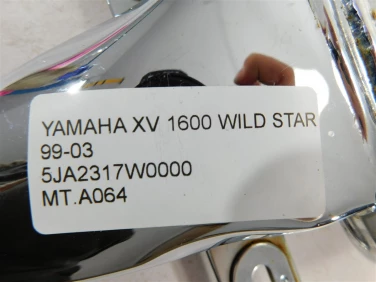 YAMAHA XV 1600 WILD STAR
99-03
5JA2317W0000
MT.A064